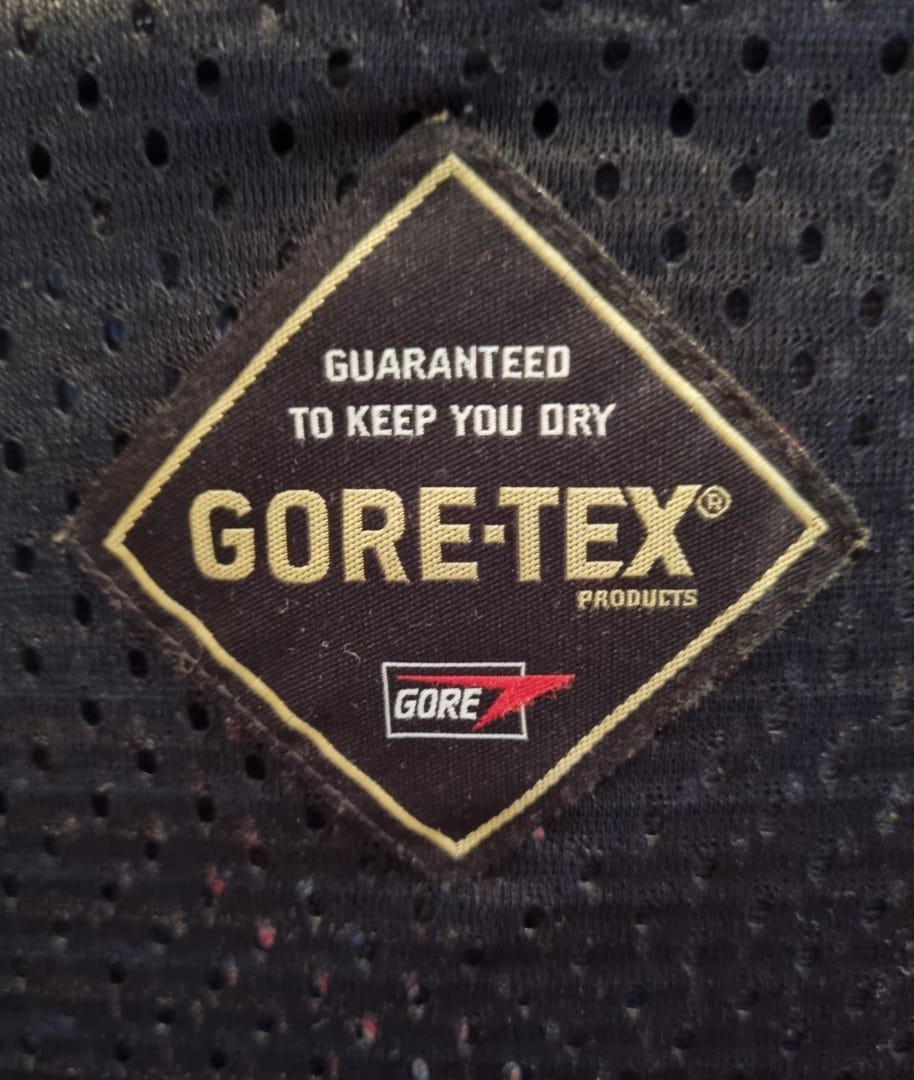 GUARANTEED
TO KEEP YOU DRY
GORE-TEX®
PRODUCTS
GORE